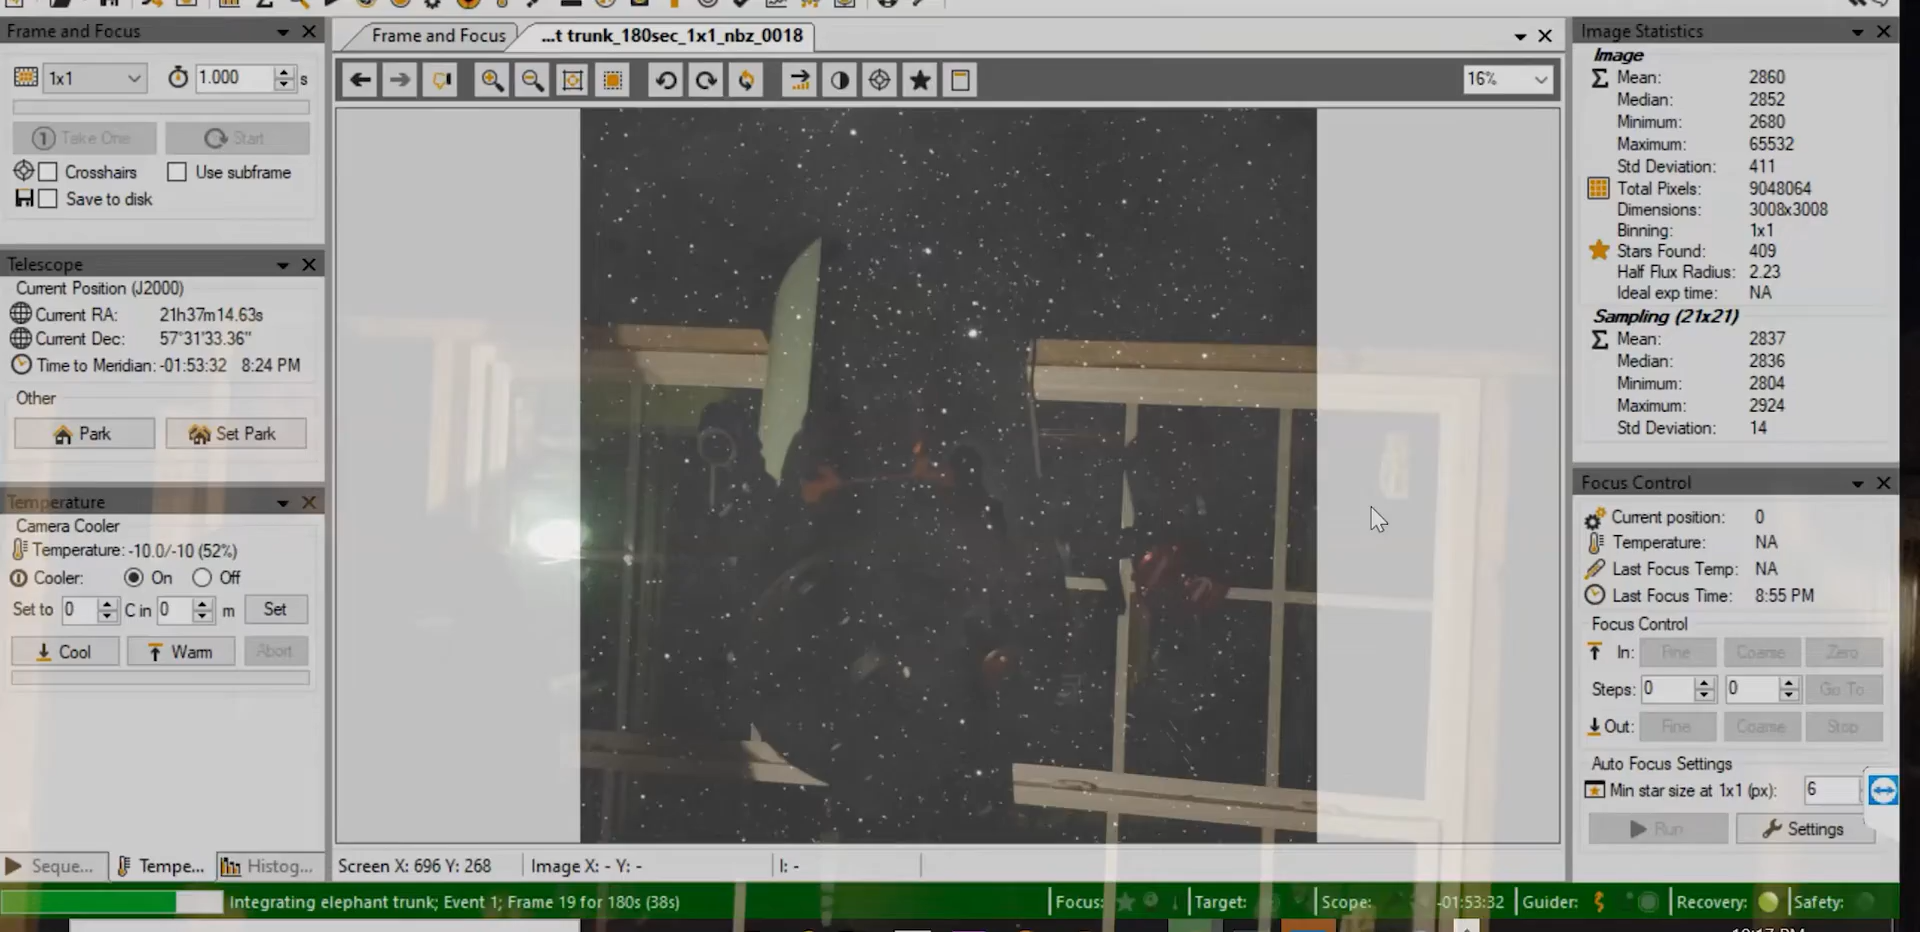 Frame and Focus
1x1
1.000 s
Take One
Start
Crosshairs
Use subframe
Save to disk
Telescope
Current Position (J2000)
Current RA: 21h37m14.63s
Current Dec: 57°31'33.36"
Time to Meridian: -01:53:32 8:24 PM
Other
Park
Set Park
Temperature
Camera Cooler
Temperature: -10.0/-10 (52%)
Cooler: On Off
Set to 0 C in 0 m Set
Cool
Warm
Abort
Seque...
Tempe...
Histog...
Frame and Focus
...t trunk_180sec_1x1_nbz_0018
16%
Screen X: 696 Y: 268
Image X: - Y: -
I: -
Image Statistics
Image
Mean: 2860
Median: 2852
Minimum: 2680
Maximum: 65532
Std Deviation: 411
Total Pixels: 9048064
Dimensions: 3008x3008
Binning: 1x1
Stars Found: 409
Half Flux Radius: 2.23
Ideal exp time: NA
Sampling (21x21)
Mean: 2837
Median: 2836
Minimum: 2804
Maximum: 2924
Std Deviation: 14
Focus Control
Current position: 0
Temperature: NA
Last Focus Temp: NA
Last Focus Time: 8:55 PM
Focus Control
In: Fine Coarse Zero
Steps: 0 0 Go To
Out: Fine Coarse Stop
Auto Focus Settings
Min star size at 1x1 (px): 6
Run
Settings
Integrating elephant trunk; Event 1; Frame 19 for 180s (38s)
Focus:
Target:
Scope: -01:53:32
Guider:
Recovery:
Safety: